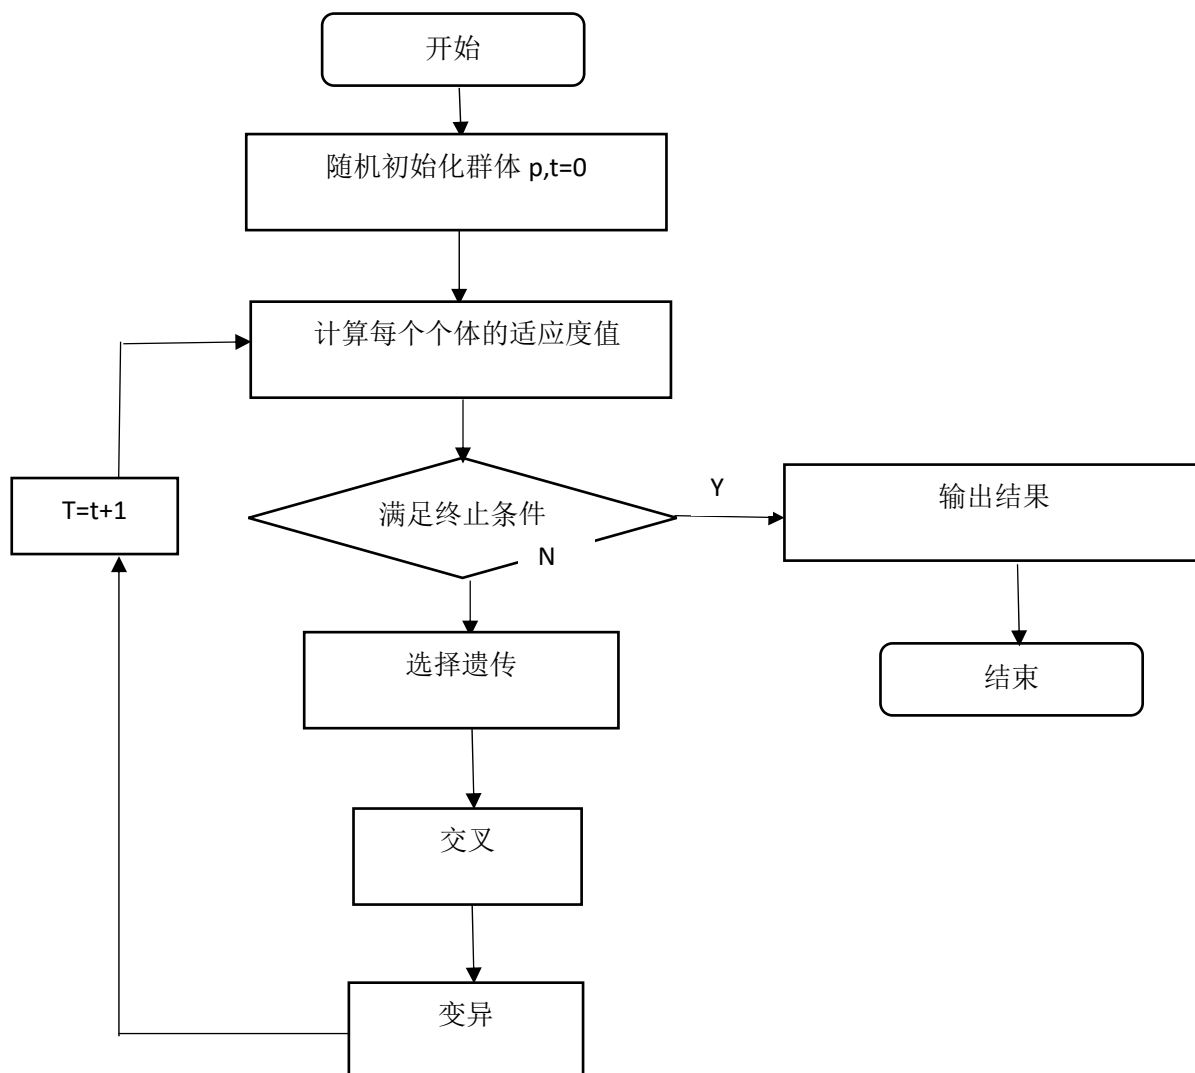 开始
随机初始化群体 p,t=0
计算每个个体的适应度值
T=t+1
满足终止条件
Y
输出结果
N
选择遗传
结束
交叉
变异